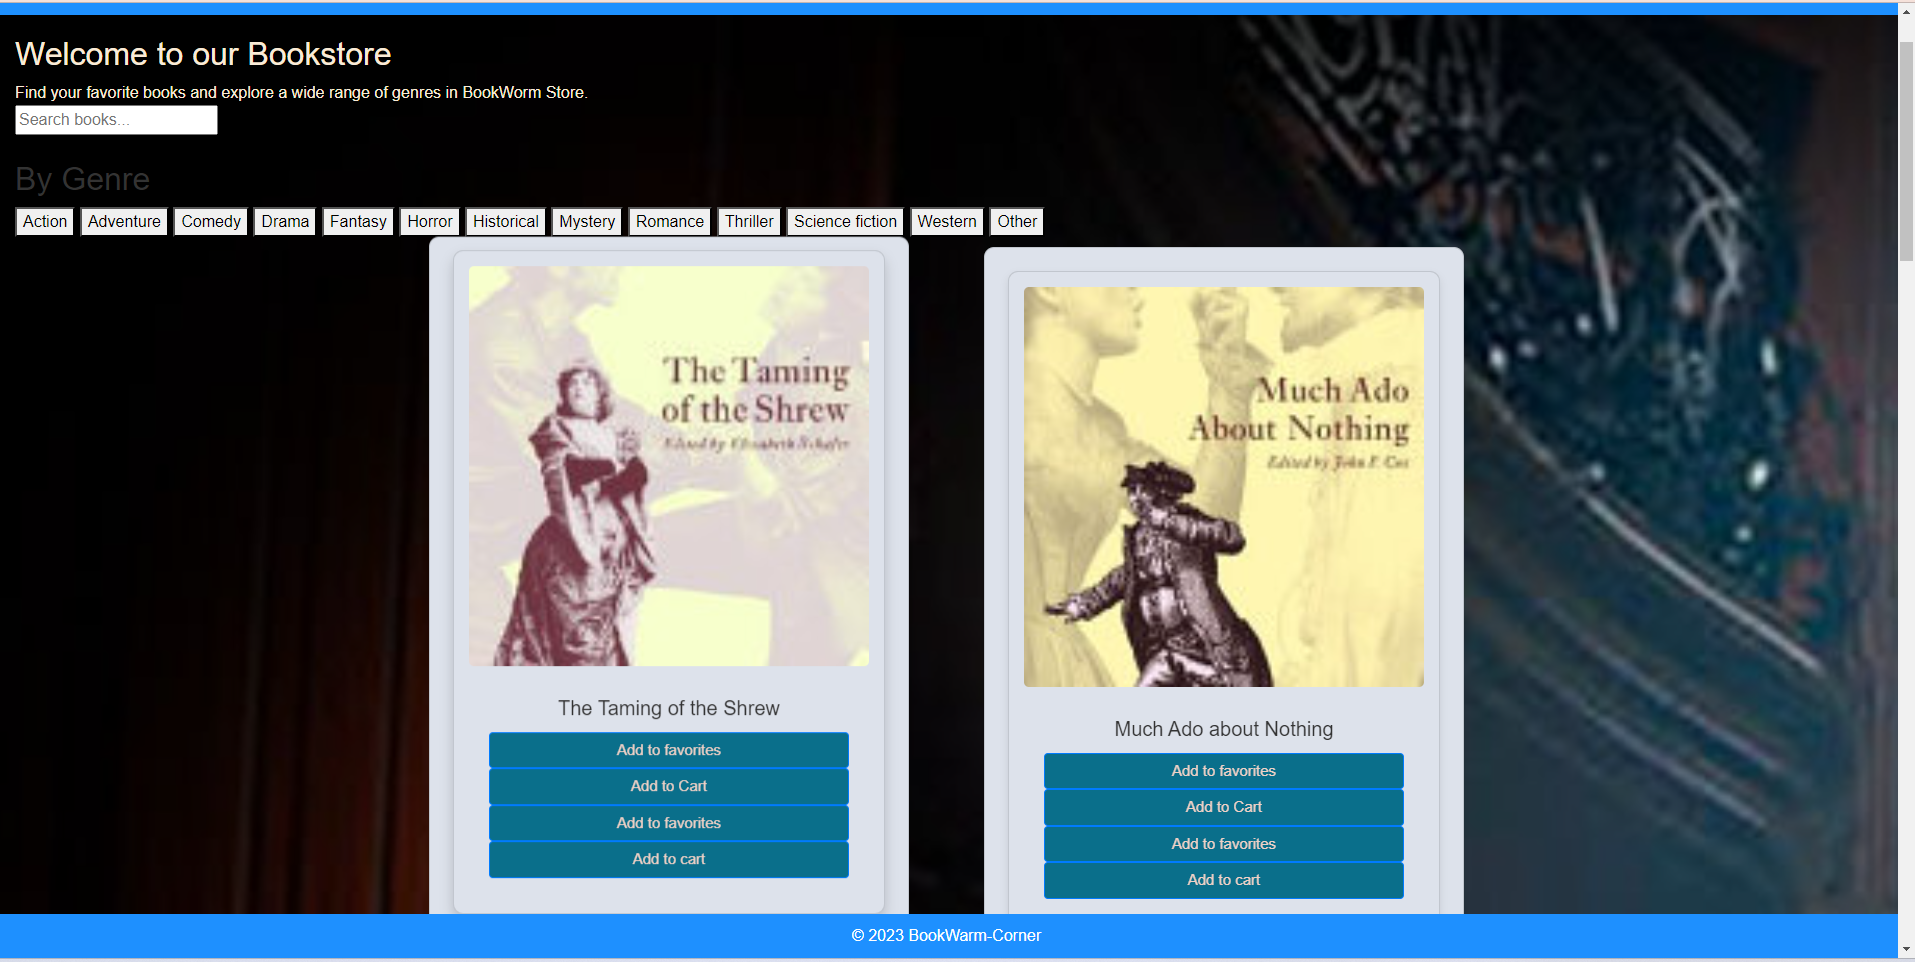 Welcome to our Bookstore
Find your favorite books and explore a wide range of genres in BookWorm Store.
Search books...
By Genre
Action Adventure Comedy Drama Fantasy Horror Historical Mystery Romance Thriller Science fiction Western Other
The Taming
of the Shrew
Edited by Elizabeth Schafer
The Taming of the Shrew
Add to favorites
Add to Cart
Add to favorites
Add to cart
Much Ado
About Nothing
Edited by John F. Cox
Much Ado about Nothing
Add to favorites
Add to Cart
Add to favorites
Add to cart
© 2023 BookWarm-Corner